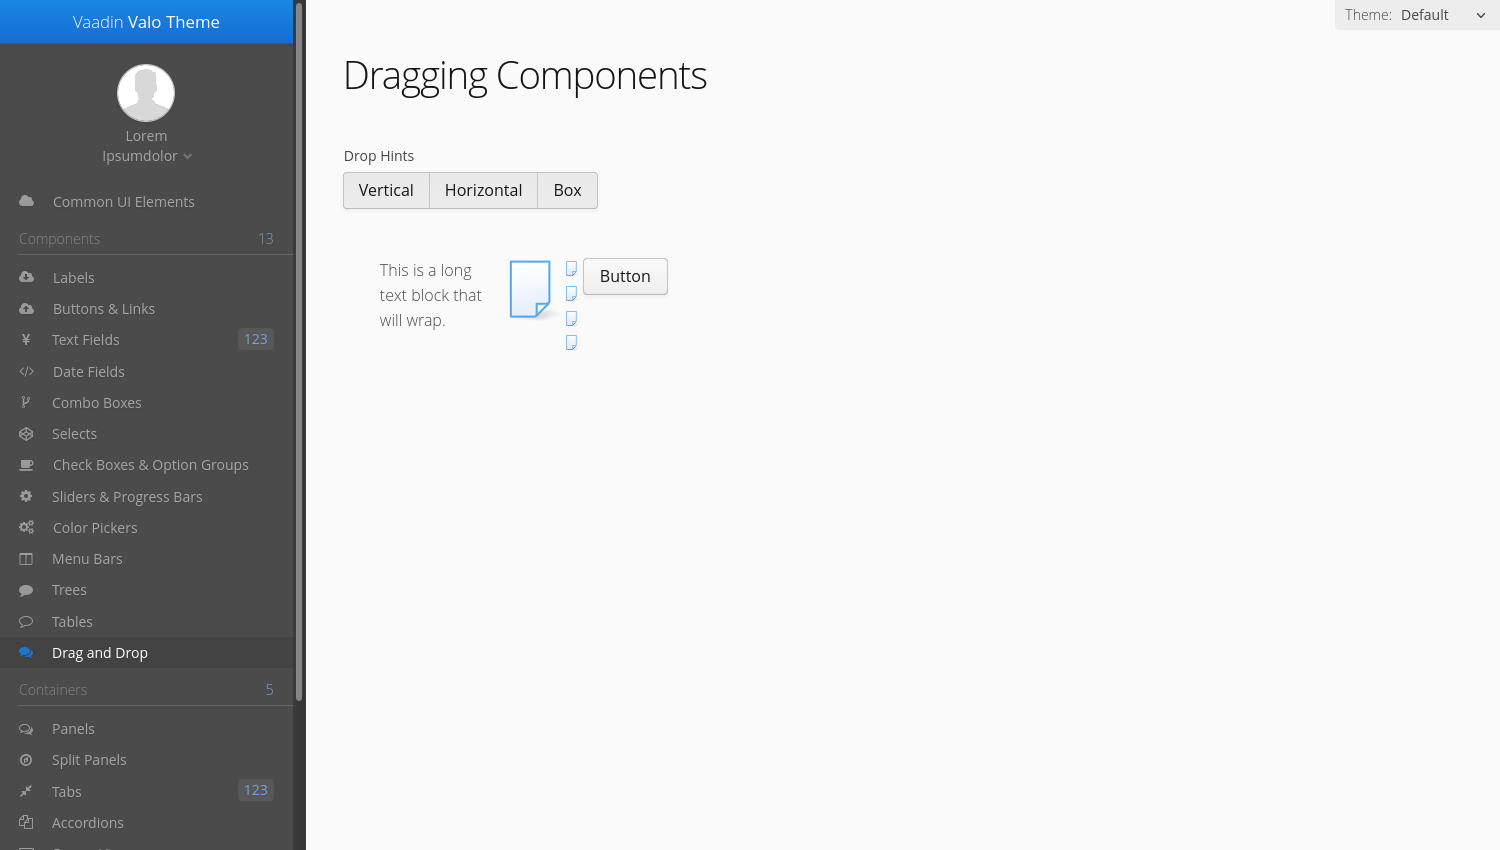 Vaadin Valo Theme
Lorem
Ipsumdolor
Common UI Elements
Components 13
Labels
Buttons & Links
Text Fields 123
Date Fields
Combo Boxes
Selects
Check Boxes & Option Groups
Sliders & Progress Bars
Color Pickers
Menu Bars
Trees
Tables
Drag and Drop
Containers 5
Panels
Split Panels
Tabs 123
Accordions
Theme: Default
Dragging Components
Drop Hints
Vertical Horizontal Box
This is a long
text block that
will wrap.
Button